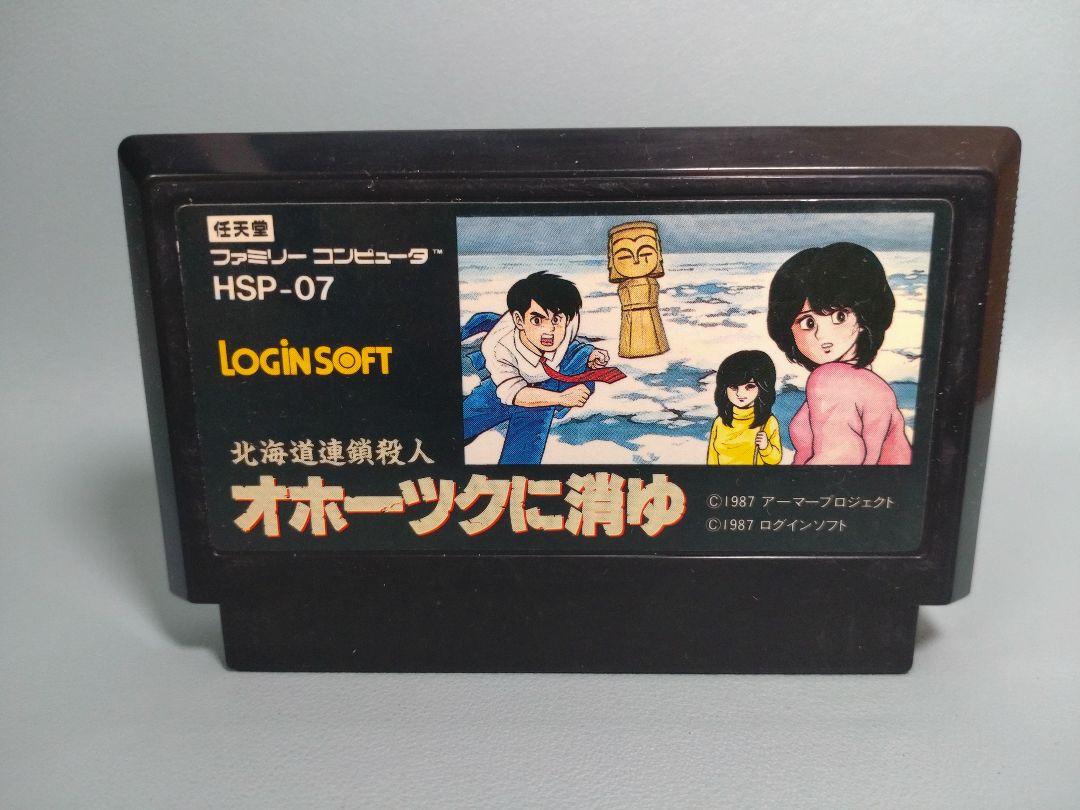 任天堂
ファミリー コンピュータ™
HSP-07
LOGiN SOFT
北海道連鎖殺人
オホーツクに消ゆ
©1987 アーマープロジェクト
©1987 ログインソフト